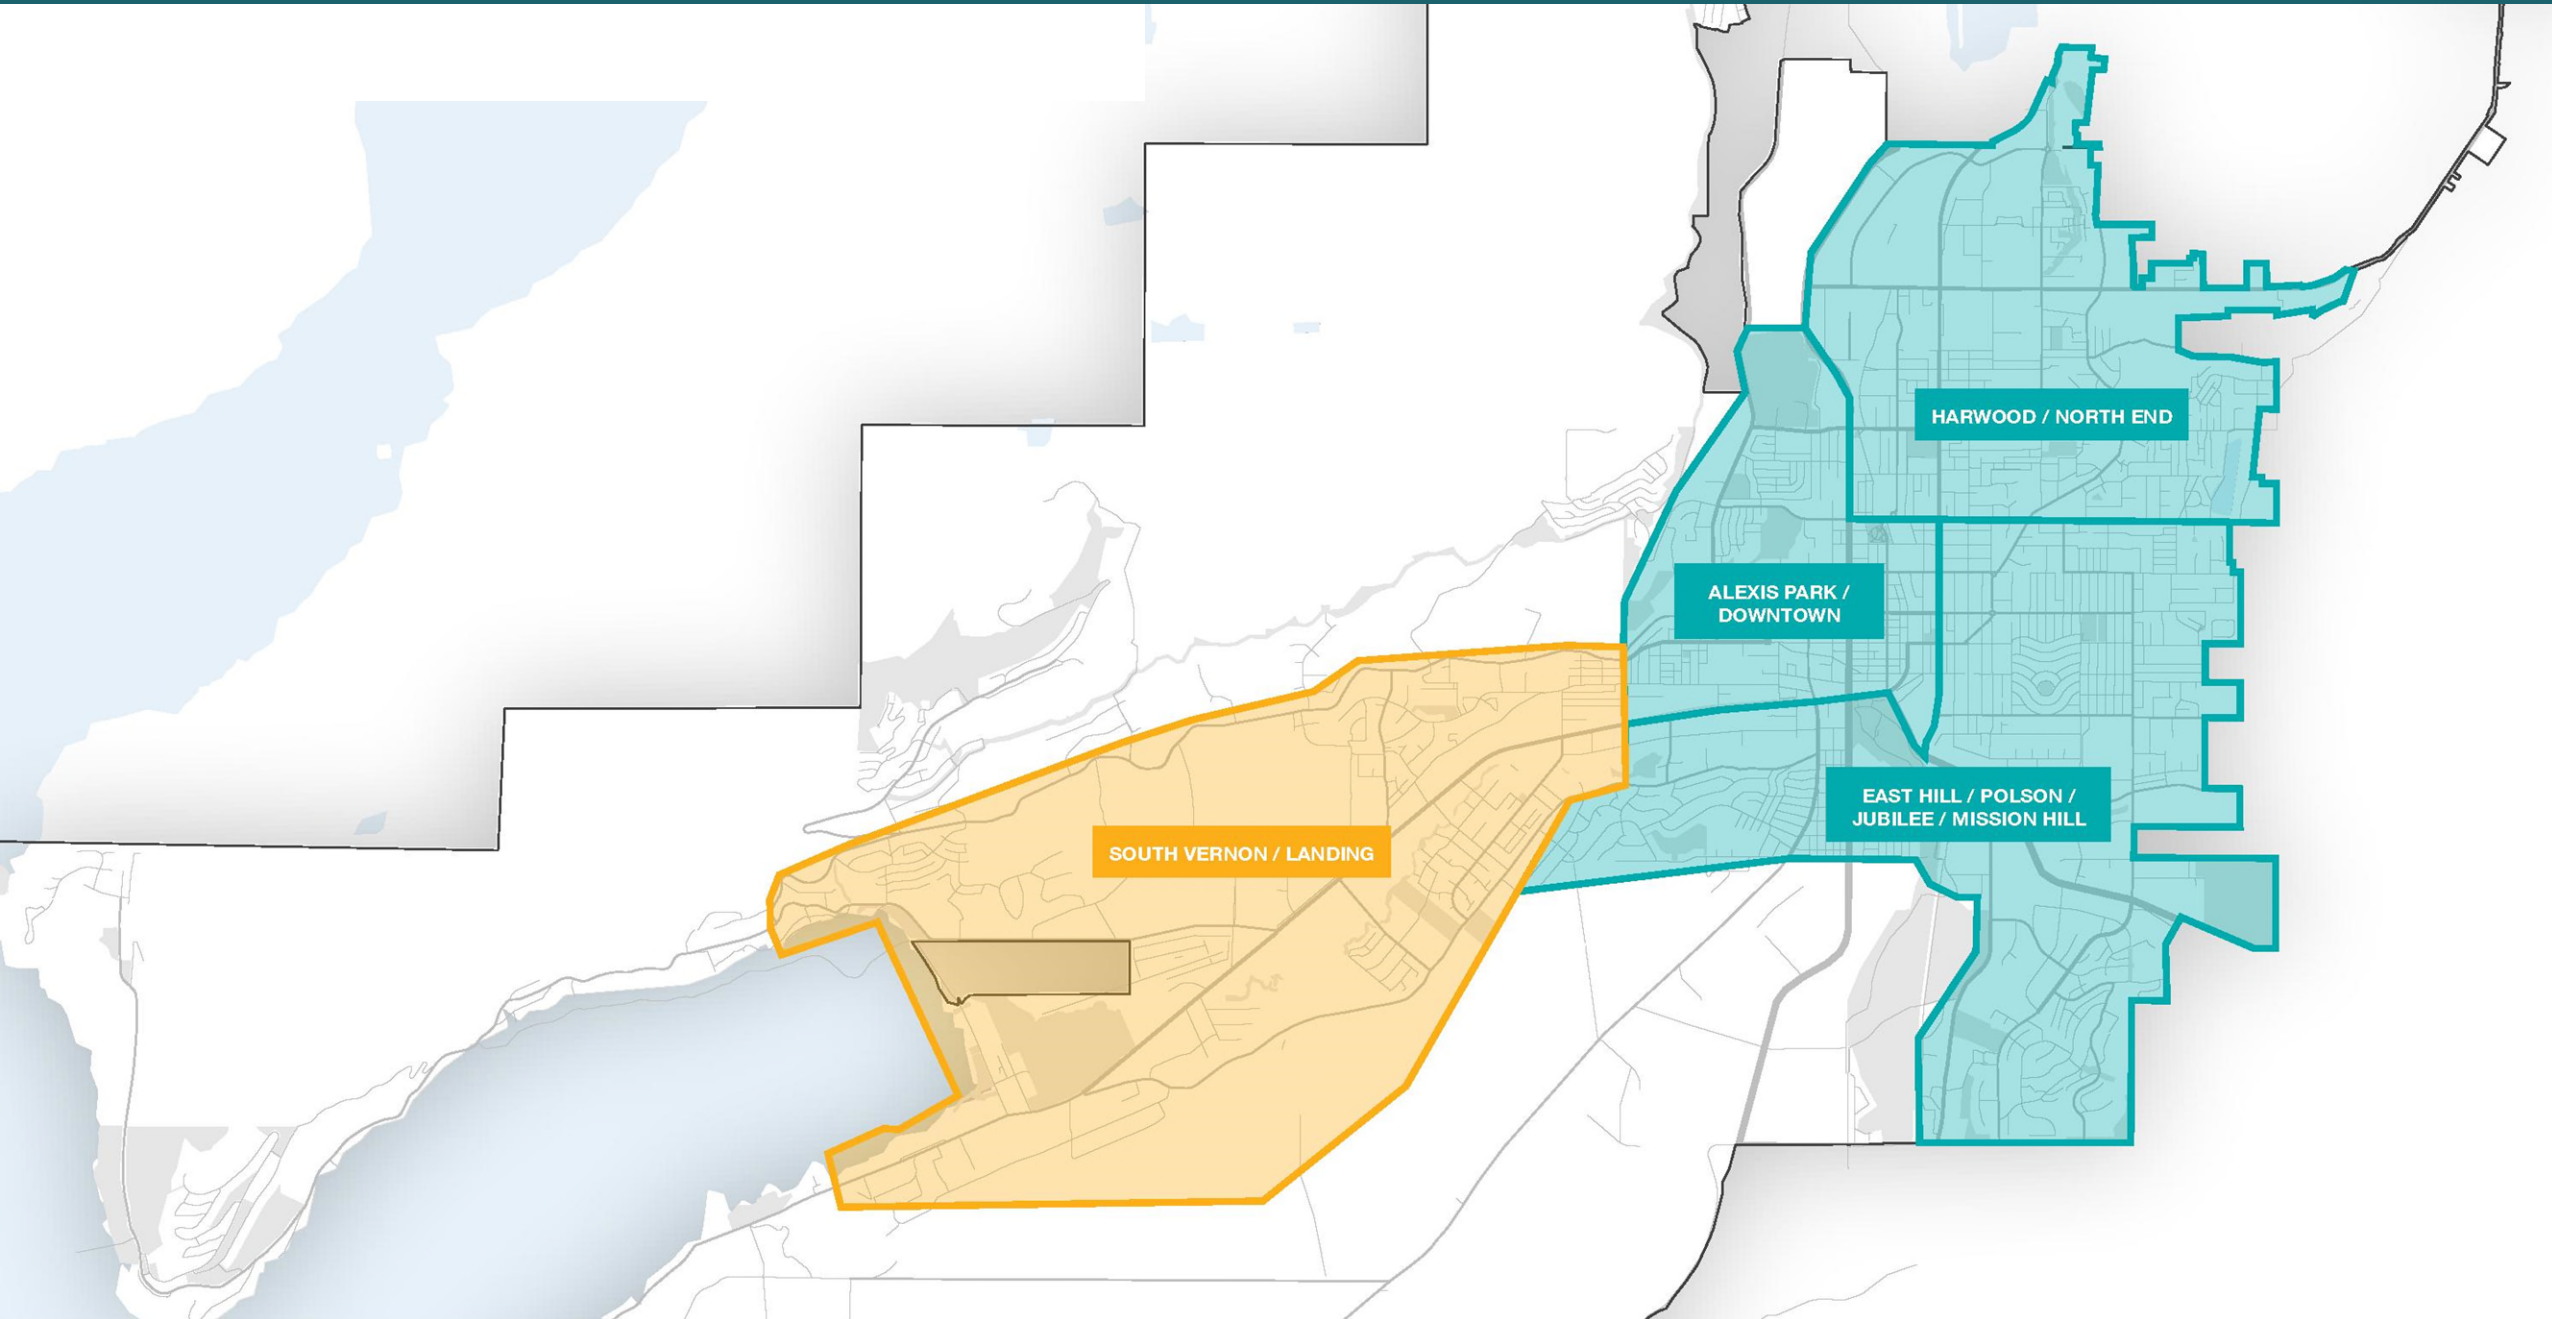 HARWOOD / NORTH END
ALEXIS PARK /
DOWNTOWN
EAST HILL / POLSON /
JUBILEE / MISSION HILL
SOUTH VERNON / LANDING